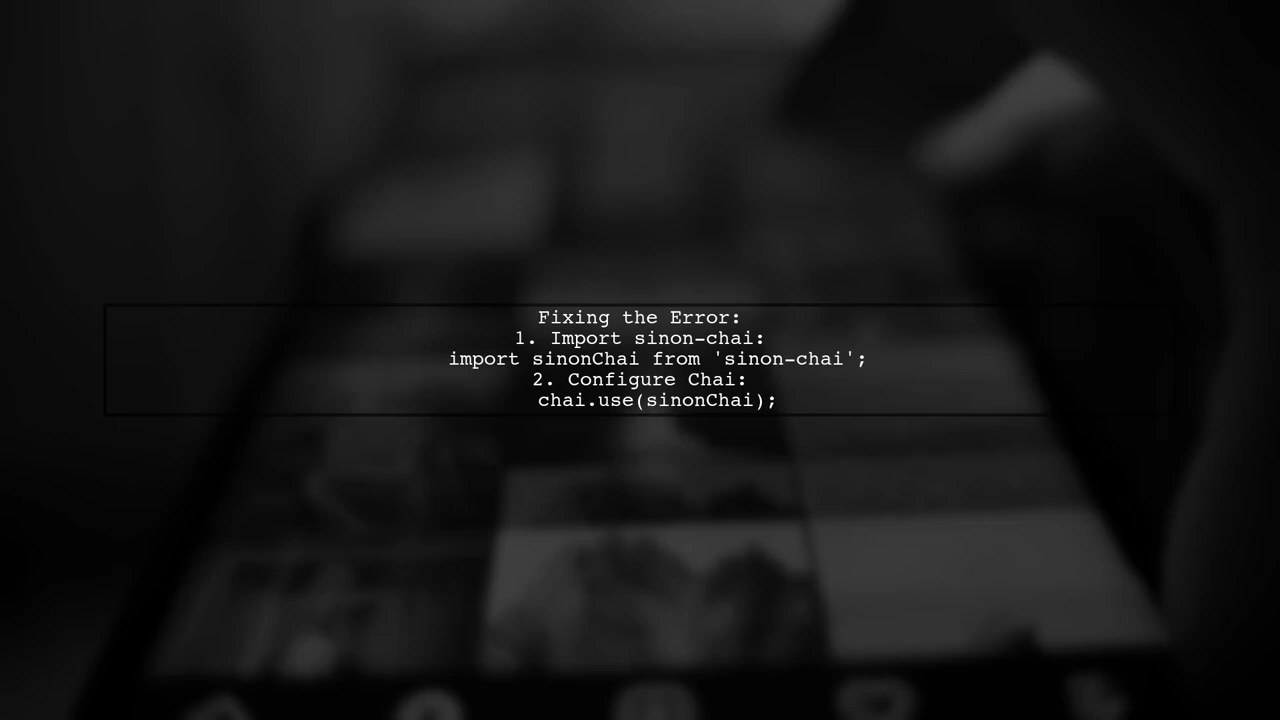 Fixing the Error:
1. Import sinon-chai:
import sinonChai from 'sinon-chai';
2. Configure Chai:
chai.use(sinonChai);